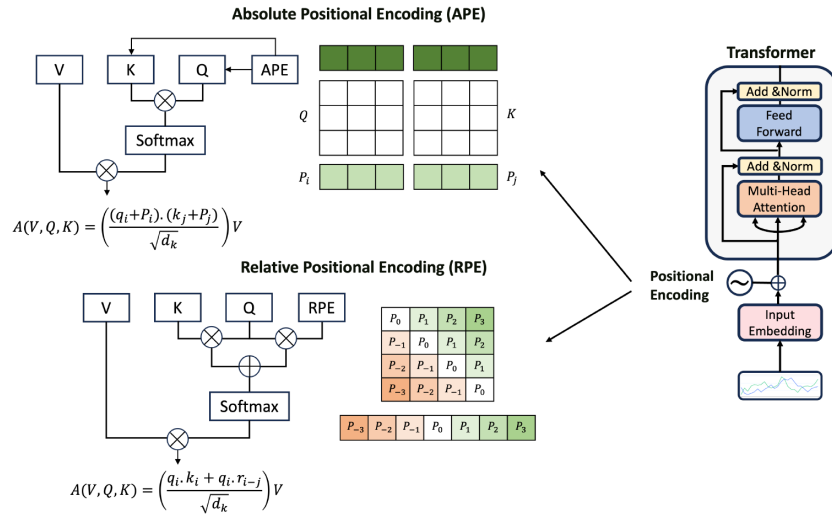 Absolute Positional Encoding (APE)
V
K
Q
APE
Softmax
Q
K
P_i
P_j
A(V, Q, K) = ( (q_i+P_i). (k_j+P_j) / √d_k ) V
Relative Positional Encoding (RPE)
V
K
Q
RPE
Softmax
P_0 P_1 P_2 P_3
P_−1 P_0 P_1 P_2
P_−2 P_−1 P_0 P_1
P_−3 P_−2 P_−1 P_0
P_−3 P_−2 P_−1 P_0 P_1 P_2 P_3
A(V, Q, K) = ( q_i. k_i + q_i. r_i−j / √d_k ) V
Transformer
Add &Norm
Feed
Forward
Add &Norm
Multi-Head
Attention
Positional
Encoding
Input
Embedding